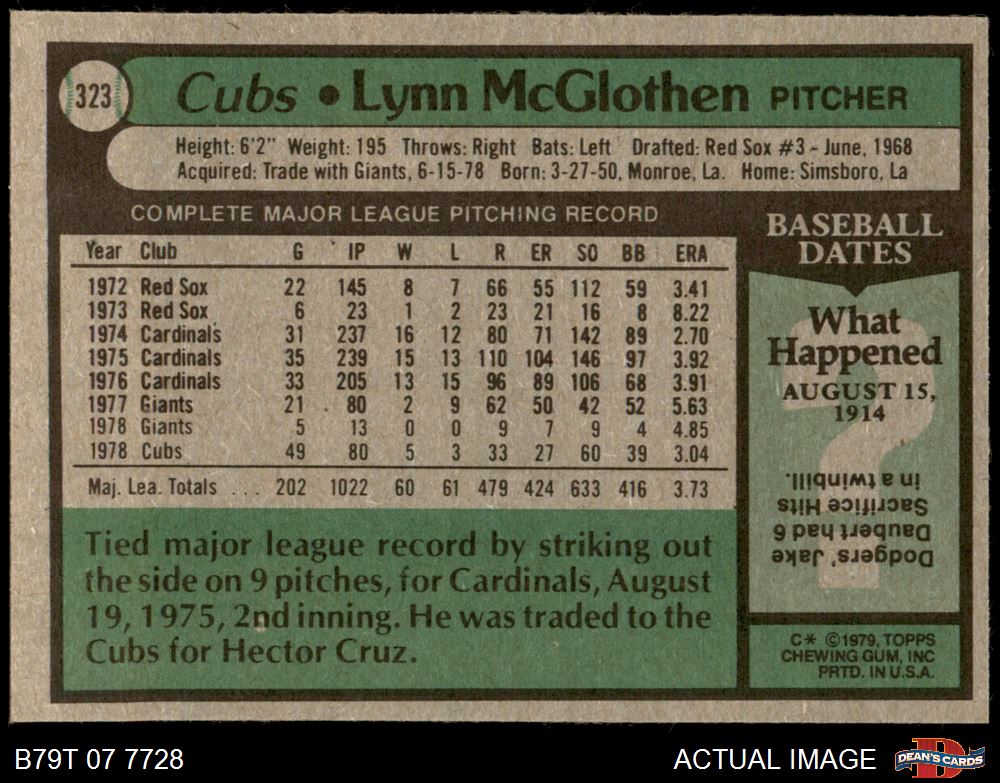 323
Cubs • Lynn McGlothen PITCHER
Height: 6'2" Weight: 195 Throws: Right Bats: Left Drafted: Red Sox #3 - June, 1968
Acquired: Trade with Giants, 6-15-78 Born: 3-27-50, Monroe, La. Home: Simsboro, La
COMPLETE MAJOR LEAGUE PITCHING RECORD
Year Club G IP W L R ER SO BB ERA
1972 Red Sox 22 145 8 7 66 55 112 59 3.41
1973 Red Sox 6 23 1 2 23 21 16 8 8.22
1974 Cardinals 31 237 16 12 80 71 142 89 2.70
1975 Cardinals 35 239 15 13 110 104 146 97 3.92
1976 Cardinals 33 205 13 15 96 89 106 68 3.91
1977 Giants 21 80 2 9 62 50 42 52 5.63
1978 Giants 5 13 0 0 9 7 9 4 4.85
1978 Cubs 49 80 5 3 33 27 60 39 3.04
Maj. Lea. Totals ... 202 1022 60 61 479 424 633 416 3.73
Tied major league record by striking out
the side on 9 pitches, for Cardinals, August
19, 1975, 2nd inning. He was traded to the
Cubs for Hector Cruz.
BASEBALL
DATES
What
Happened
AUGUST 15,
1914
Dodgers' Jake
Daubert had 6
Sacrifice Hits
in a twinbill.
C* ©1979, TOPPS
CHEWING GUM, INC
PRTD. IN U.S.A.
B79T 07 7728
ACTUAL IMAGE
DEAN'S CARDS